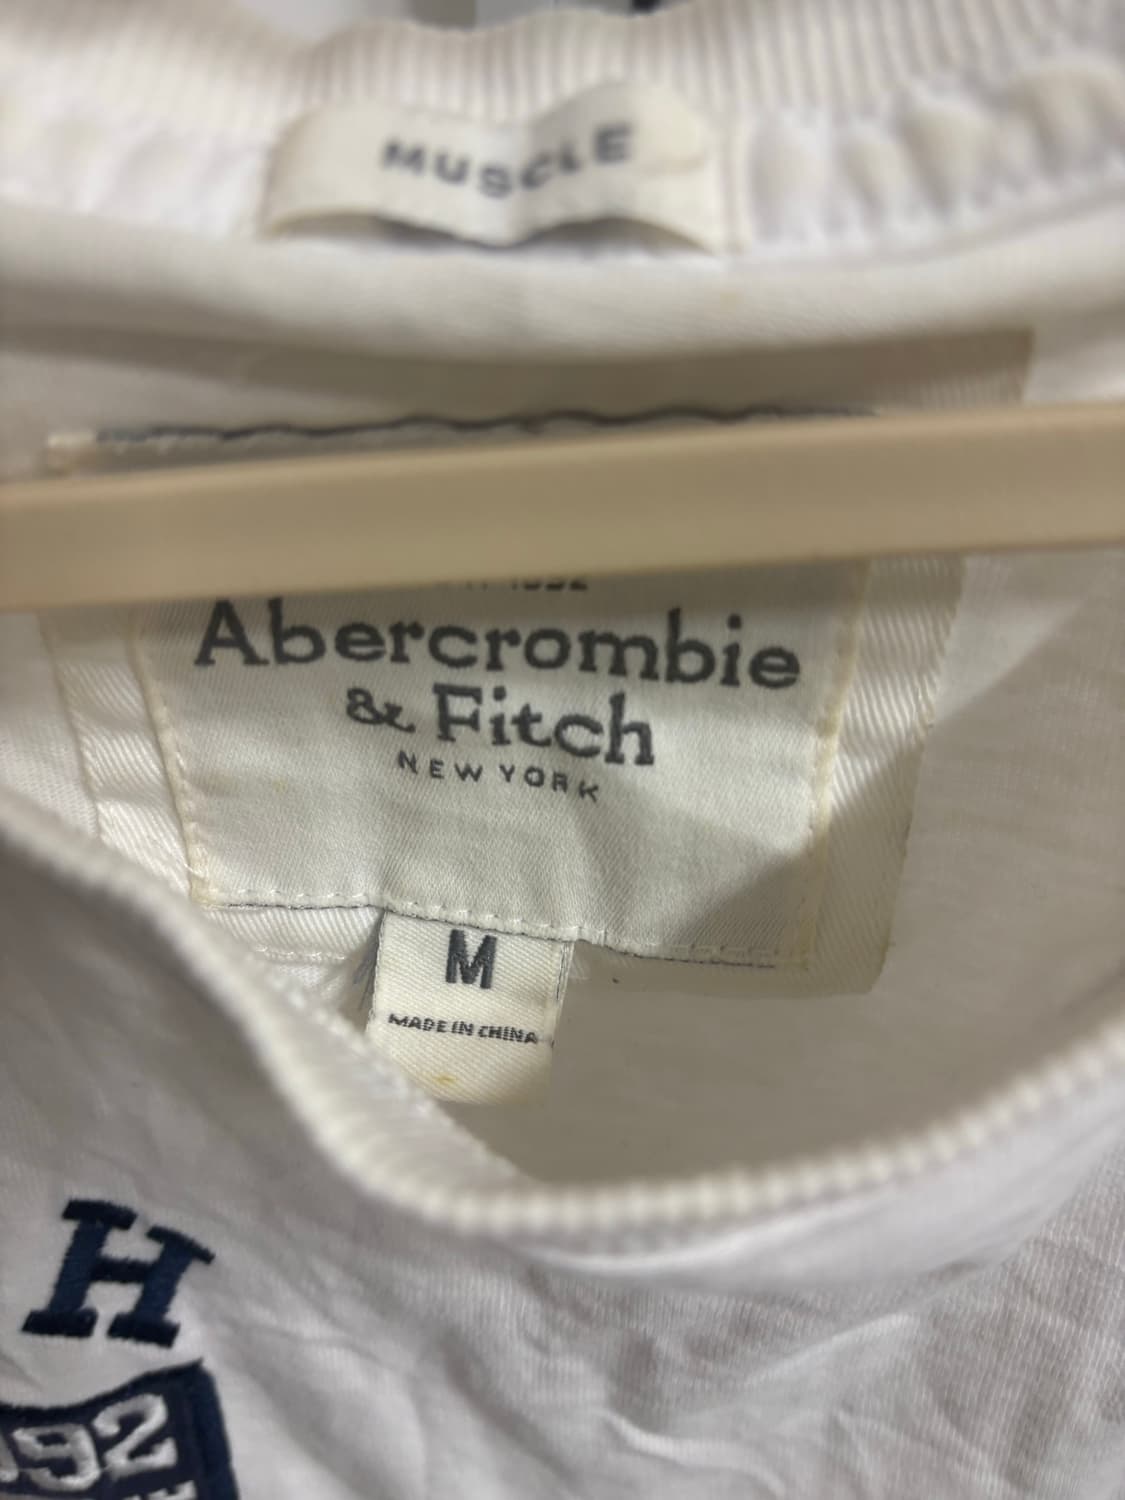 MUSCLE
Abercrombie
& Fitch
NEW YORK
M
MADE IN CHINA
H